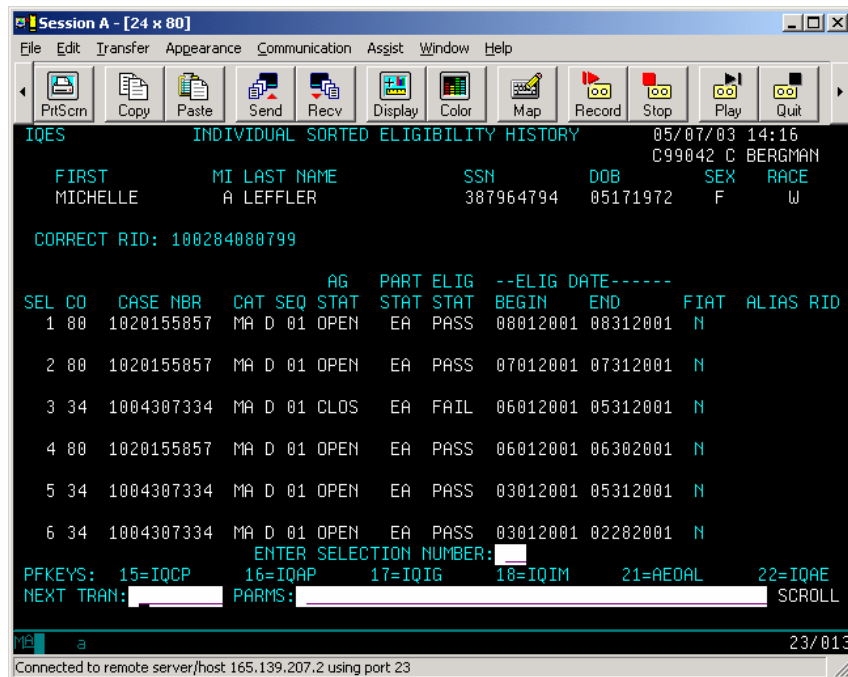 Session A - [24 x 80]
File Edit Transfer Appearance Communication Assist Window Help
PrtScrn Copy Paste Send Recv Display Color Map Record Stop Play Quit
IQES INDIVIDUAL SORTED ELIGIBILITY HISTORY 05/07/03 14:16
C99042 C BERGMAN
FIRST MI LAST NAME SSN DOB SEX RACE
MICHELLE A LEFFLER 387964794 05171972 F W
CORRECT RID: 100284080799
AG PART ELIG --ELIG DATE------
SEL CO CASE NBR CAT SEQ STAT STAT STAT BEGIN END FIAT ALIAS RID
1 80 1020155857 MA D 01 OPEN EA PASS 08012001 08312001 N
2 80 1020155857 MA D 01 OPEN EA PASS 07012001 07312001 N
3 34 1004307334 MA D 01 CLOS EA FAIL 06012001 05312001 N
4 80 1020155857 MA D 01 OPEN EA PASS 06012001 06302001 N
5 34 1004307334 MA D 01 OPEN EA PASS 03012001 05312001 N
6 34 1004307334 MA D 01 OPEN EA PASS 03012001 02282001 N
ENTER SELECTION NUMBER:
PFKEYS: 15=IQCP 16=IQAP 17=IQIG 18=IQIM 21=AEOAL 22=IQAE
NEXT TRAN: PARMS: SCROLL
MA a 23/013
Connected to remote server/host 165.139.207.2 using port 23